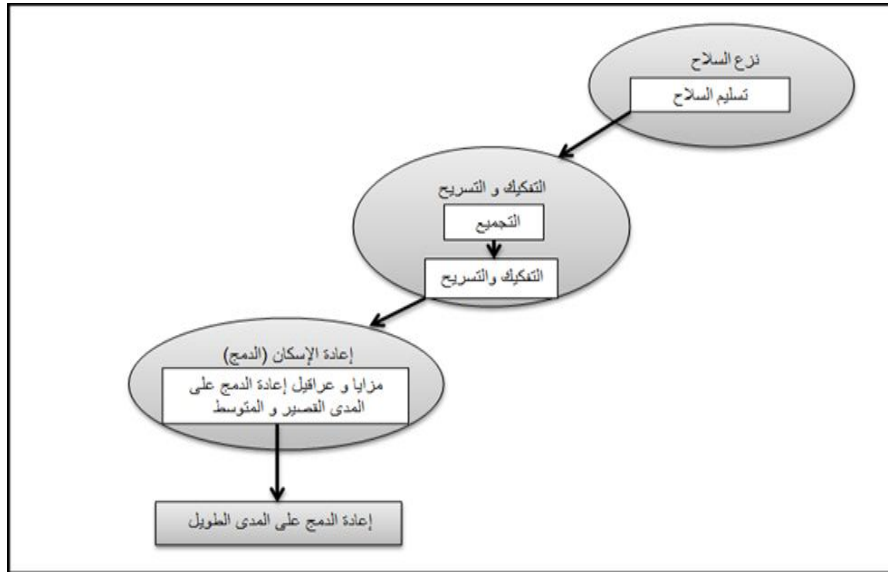 نزع السلاح
تسليم السلاح
التفكيك و التسريح
التجميع
التفكيك والتسريح
إعادة الإسكان (الدمج)
مزايا و عراقيل إعادة الدمج على
المدى القصير و المتوسط
إعادة الدمج على المدى الطويل